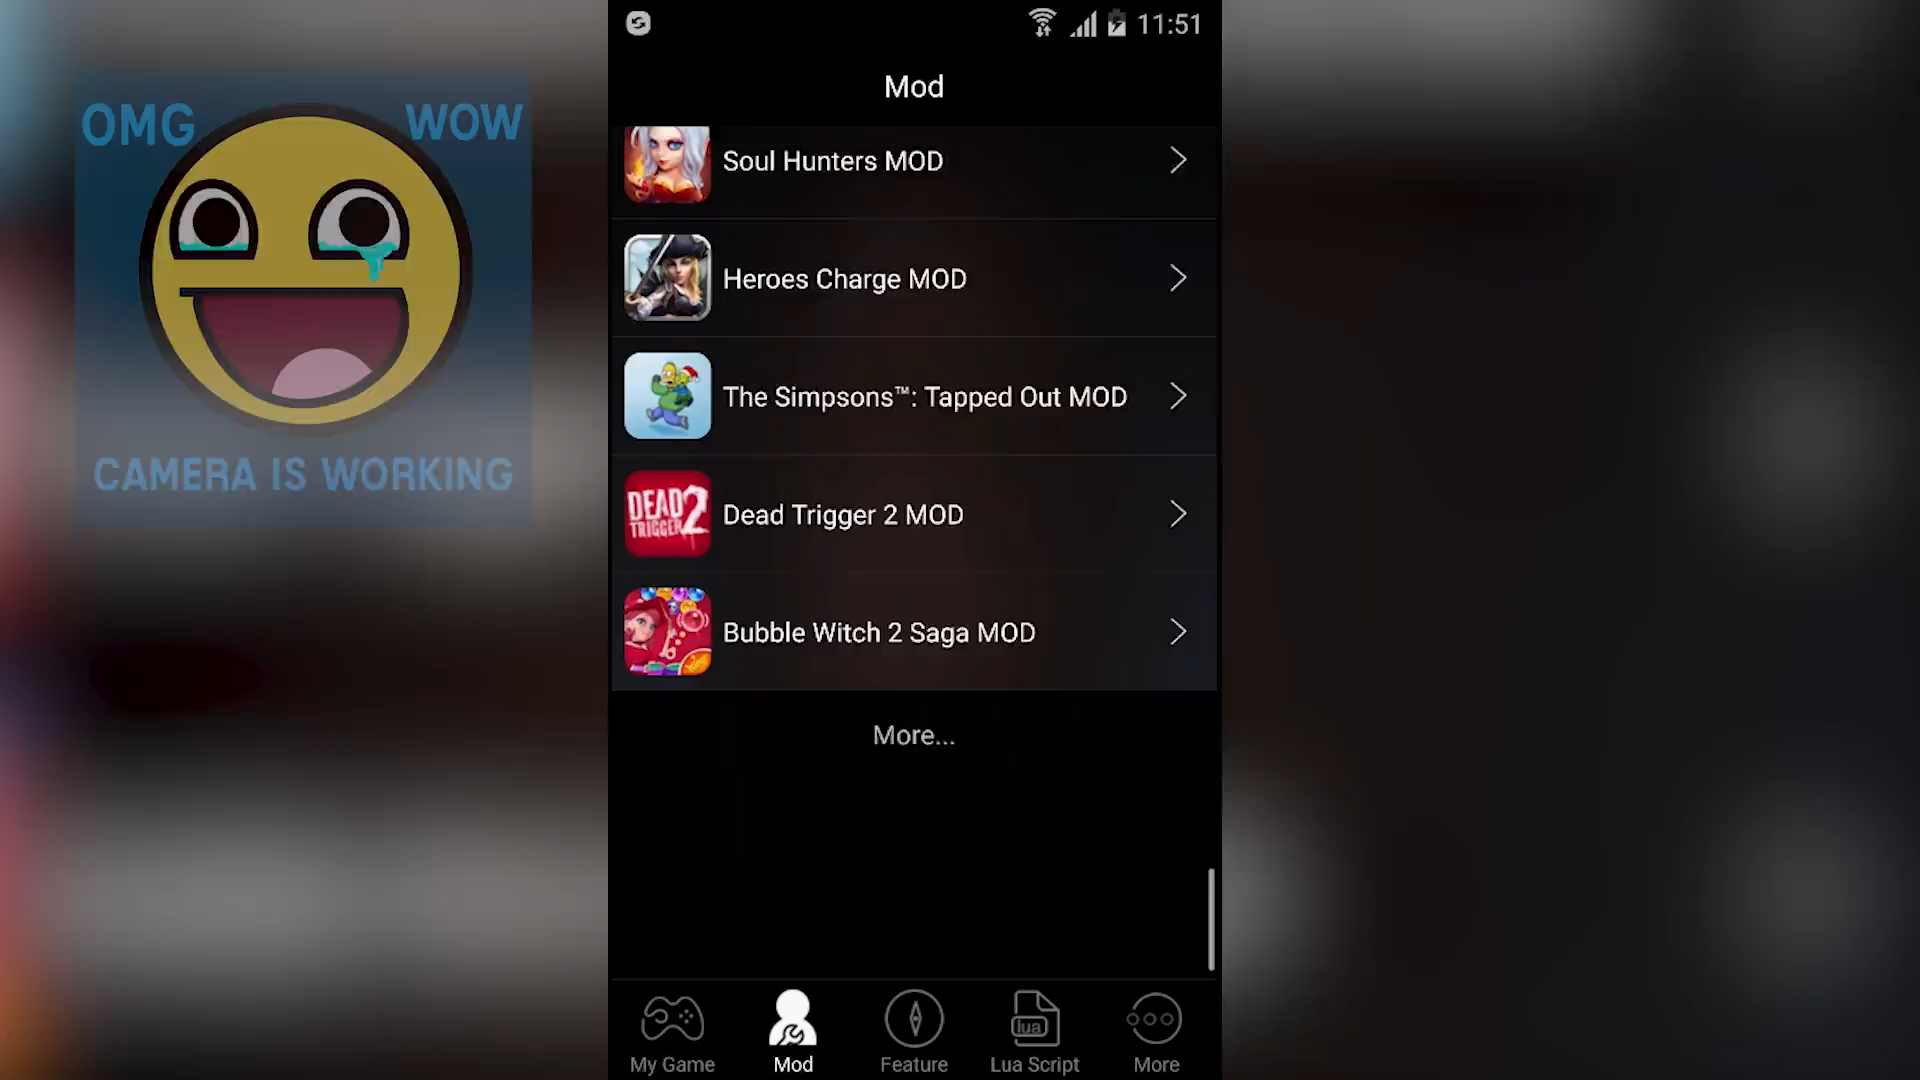 OMG WOW
CAMERA IS WORKING
11:51
Mod
Soul Hunters MOD
Heroes Charge MOD
The Simpsons™: Tapped Out MOD
DEAD
TRIGGER 2
Dead Trigger 2 MOD
Bubble Witch 2 Saga MOD
More...
lua
My Game
Mod
Feature
Lua Script
More